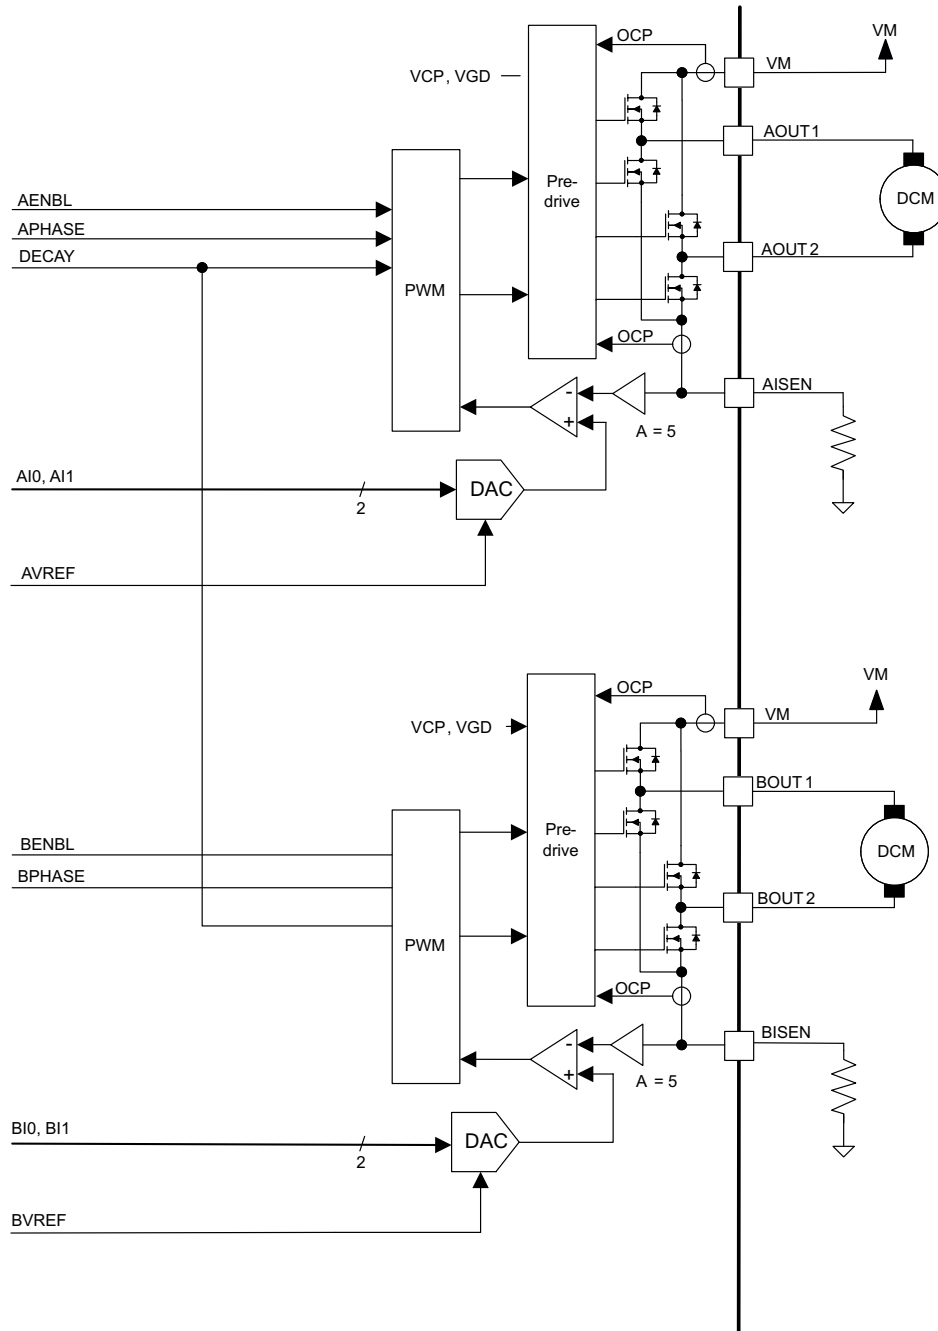 OCP
VM
VM
VCP, VGD
AOUT1
Pre-
drive
DCM
AENBL
APHASE
DECAY
AOUT2
PWM
OCP
AISEN
-
+
A = 5
AI0, AI1
2
DAC
AVREF
OCP
VM
VM
VCP, VGD
BOUT1
Pre-
drive
DCM
BENBL
BPHASE
BOUT2
PWM
OCP
BISEN
-
+
A = 5
BI0, BI1
2
DAC
BVREF